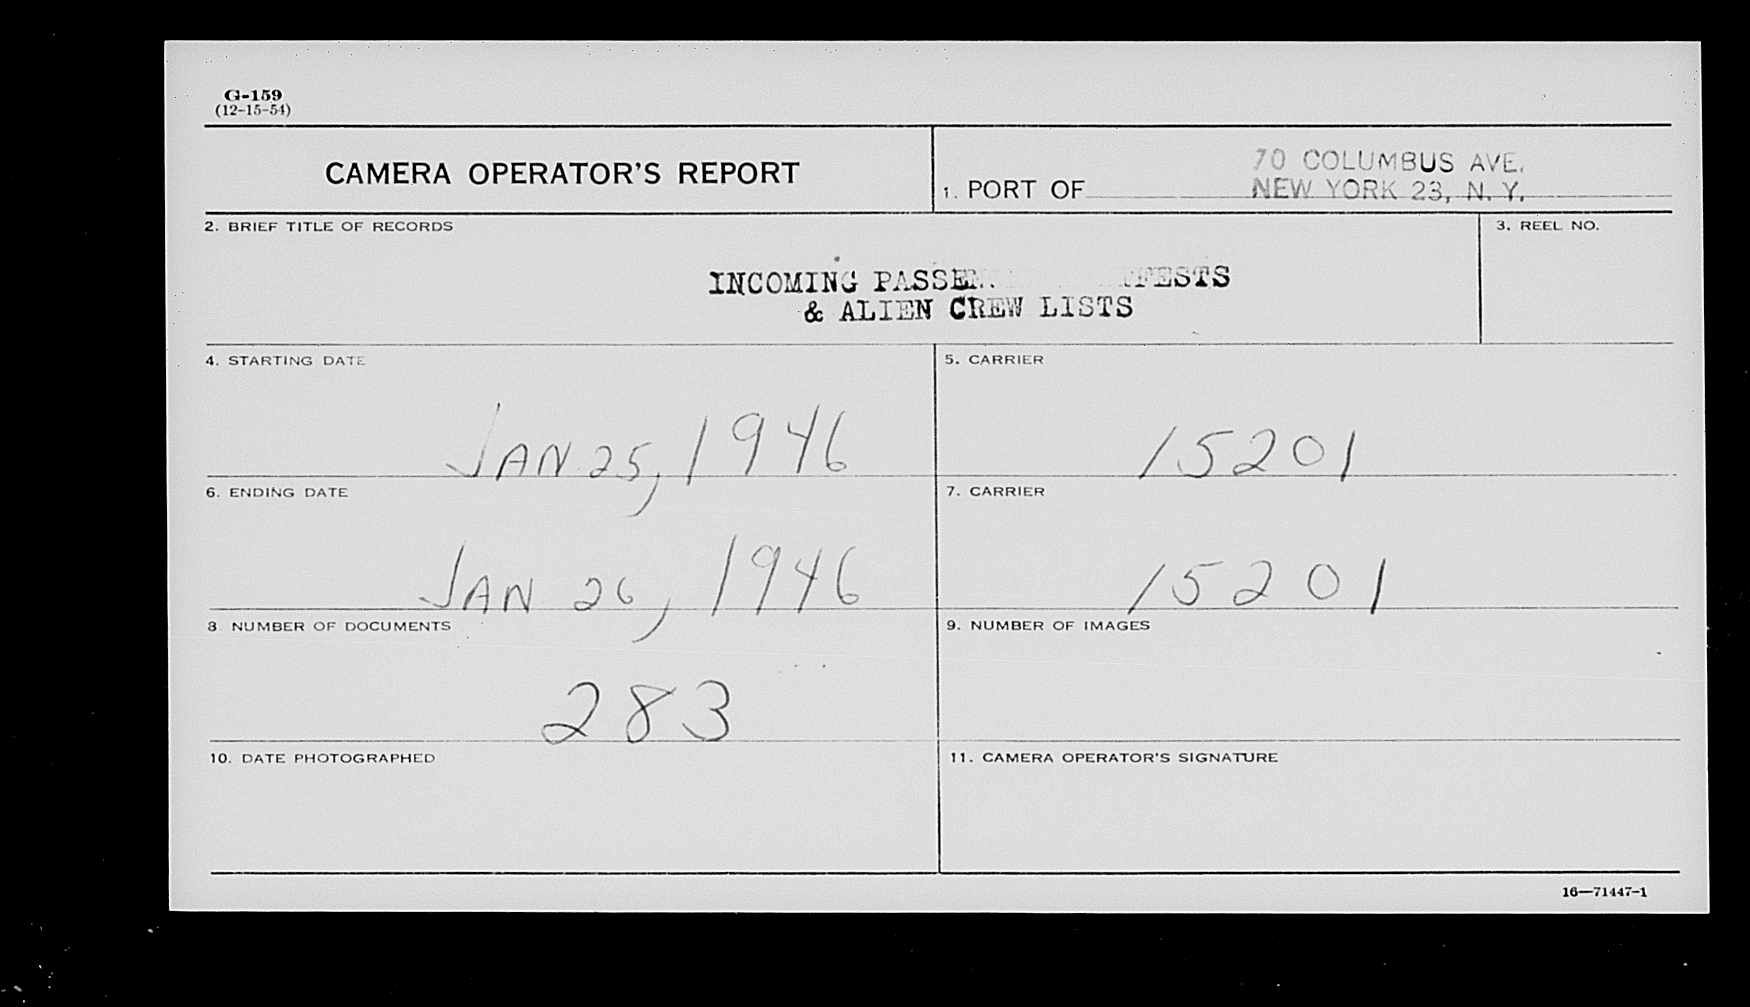 G-159
(12-15-54)
CAMERA OPERATOR'S REPORT
1. PORT OF
70 COLUMBUS AVE.
NEW YORK 23, N. Y.
2. BRIEF TITLE OF RECORDS
3. REEL NO.
INCOMING
& ALIEN CREW LISTS
4. STARTING DATE
5. CARRIER
JAN 25, 1946
15201
6. ENDING DATE
7. CARRIER
JAN 26, 1946
15201
8 NUMBER OF DOCUMENTS
9. NUMBER OF IMAGES
283
10. DATE PHOTOGRAPHED
11. CAMERA OPERATOR'S SIGNATURE
16—71447-1